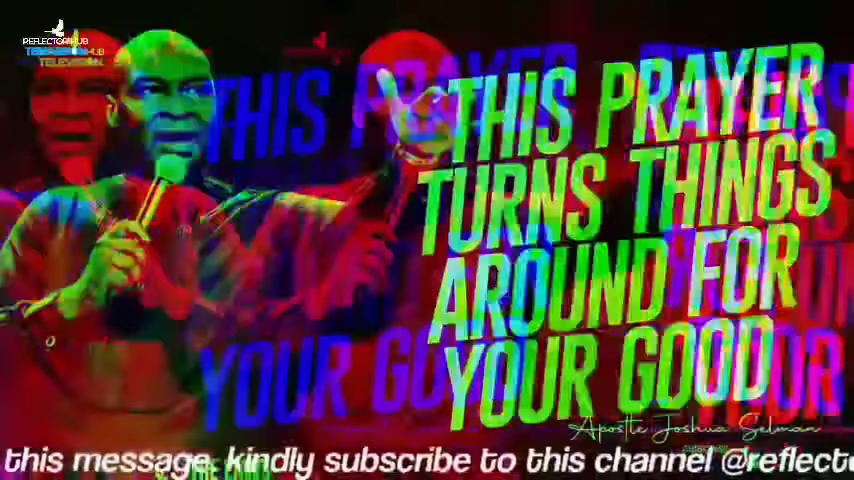 REFLECTOR HUB
TELEVISION
THIS PRAYER
TURNS THINGS
AROUND FOR
YOUR GOOD
Apostle Joshua Selman
this message, kindly subscribe to this channel @reflecto